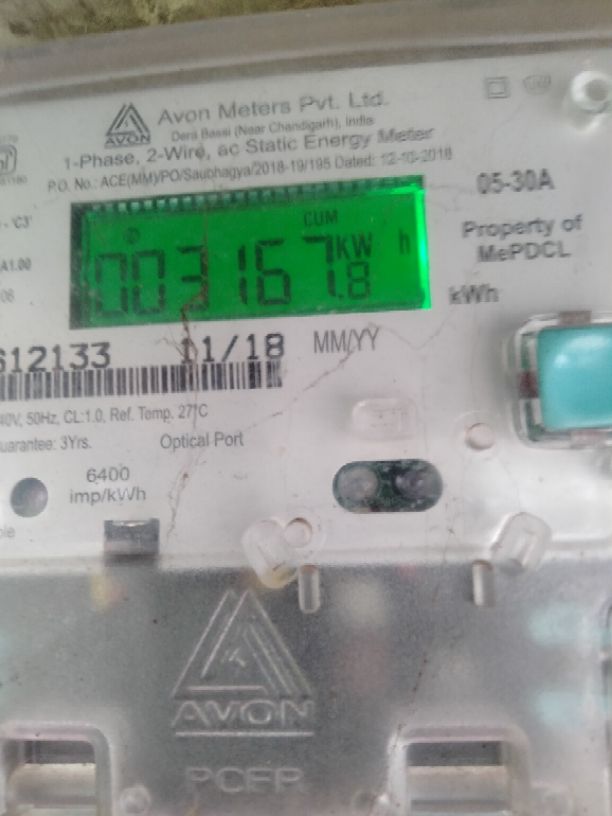 Avon Meters Pvt. Ltd.
Dera Bassi (Near Chandigarh), India
AVON
1-Phase, 2-Wire, ac Static Energy Meter
P.O. No.: ACE(MM)/PO/Saubhagya/2018-19/195 Dated: 12-10-2018
05-30A
- 'C3'
Property of
MePDCL
A1.00
CUM
003167.8 KW h
kWh
612133 11/18 MM/YY
40V, 50Hz, CL:1.0, Ref. Temp. 27°C
uarantee: 3Yrs. Optical Port
6400
imp/kWh
AVON